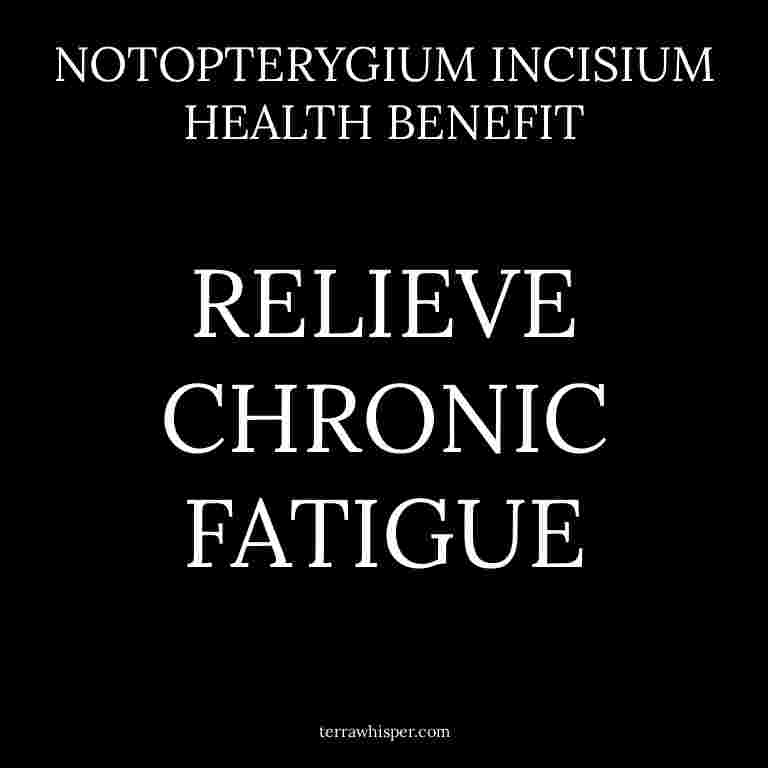 NOTOPTERYGIUM INCISIUM
HEALTH BENEFIT
RELIEVE
CHRONIC
FATIGUE
terrawhisper.com